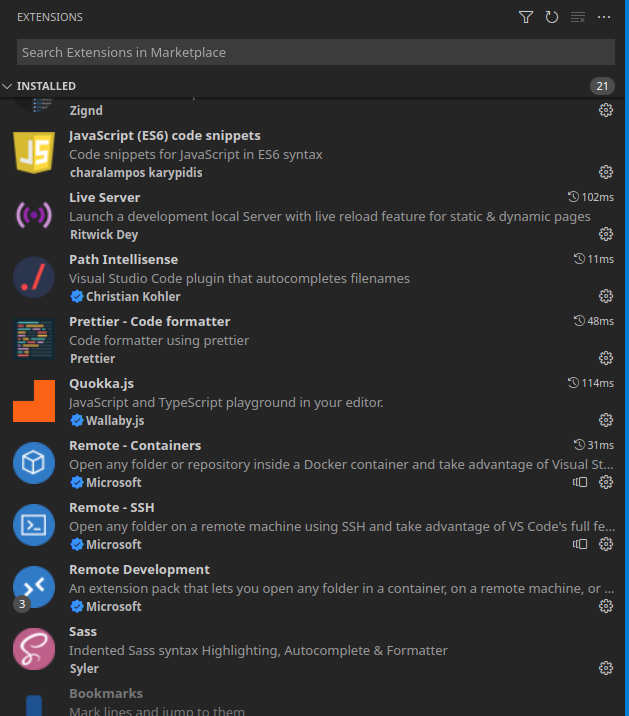 EXTENSIONS
Search Extensions in Marketplace
INSTALLED 21
Zignd
JS
JavaScript (ES6) code snippets
Code snippets for JavaScript in ES6 syntax
charalampos karypidis
Live Server 102ms
Launch a development local Server with live reload feature for static & dynamic pages
Ritwick Dey
Path Intellisense 11ms
Visual Studio Code plugin that autocompletes filenames
Christian Kohler
Prettier - Code formatter 48ms
Code formatter using prettier
Prettier
Quokka.js 114ms
JavaScript and TypeScript playground in your editor.
Wallaby.js
Remote - Containers 31ms
Open any folder or repository inside a Docker container and take advantage of Visual St...
Microsoft
Remote - SSH
Open any folder on a remote machine using SSH and take advantage of VS Code's full fe...
Microsoft
Remote Development
An extension pack that lets you open any folder in a container, on a remote machine, or ...
3 Microsoft
Sass
Indented Sass syntax Highlighting, Autocomplete & Formatter
Syler
Bookmarks
Mark lines and jump to them